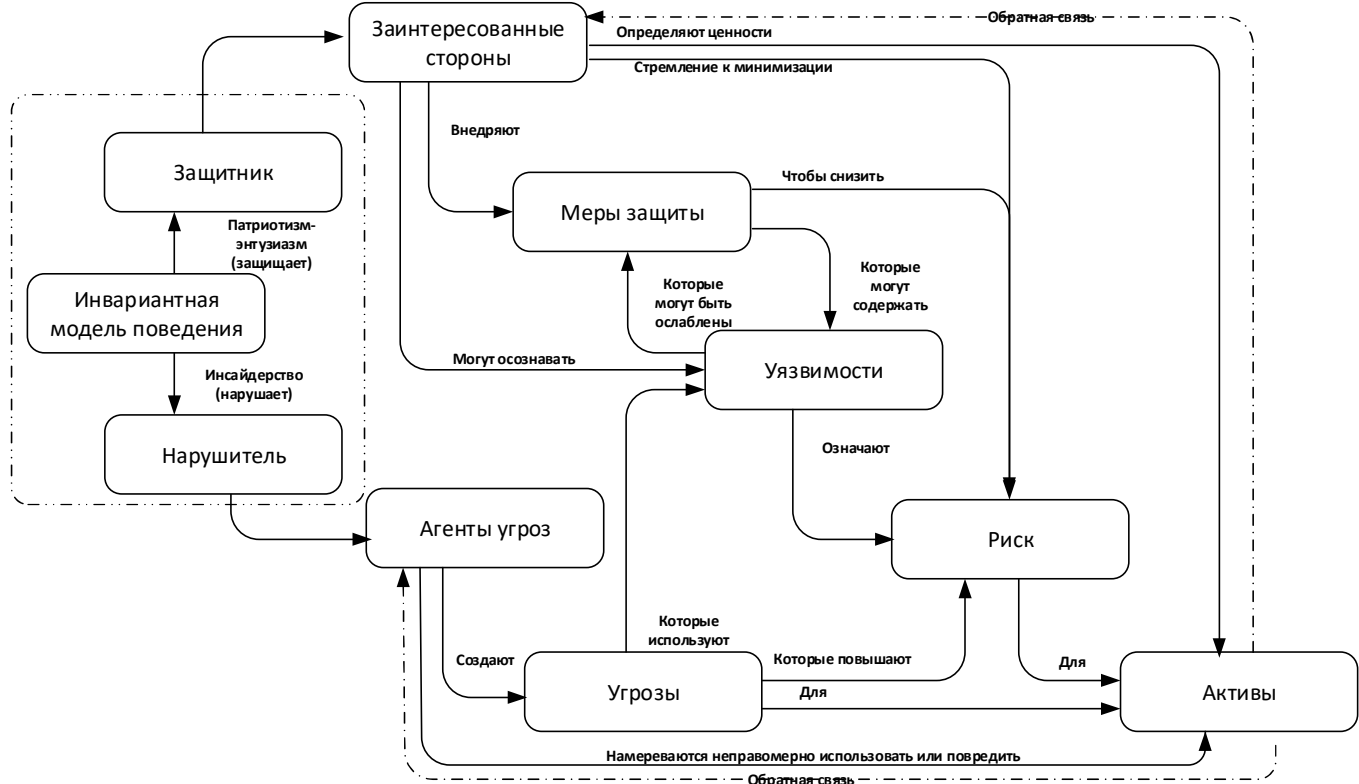 Обратная связь
Заинтересованные
стороны
Определяют ценности
Стремление к минимизации
Внедряют
Защитник
Чтобы снизить
Меры защиты
Патриотизм-
энтузиазм
(защищает)
Которые
могут
содержать
Которые
могут быть
ослаблены
Инвариантная
модель поведения
Могут осознавать
Уязвимости
Инсайдерство
(нарушает)
Нарушитель
Означают
Агенты угроз
Риск
Которые
используют
Создают
Которые повышают
Для
Угрозы
Для
Активы
Намереваются неправомерно использовать или повредить
Обратная связь